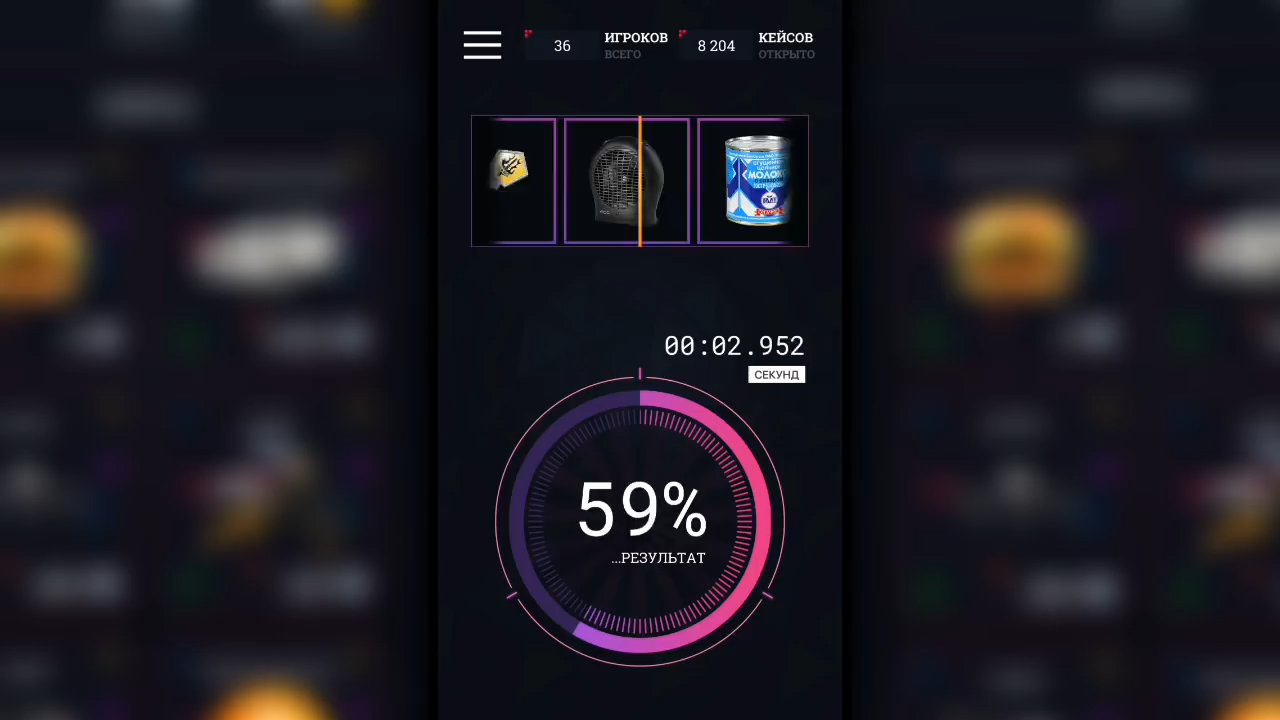 36
ИГРОКОВ
ВСЕГО
8 204
КЕЙСОВ
ОТКРЫТО
МОЛОКО
00:02.952
СЕКУНД
59%
...РЕЗУЛЬТАТ